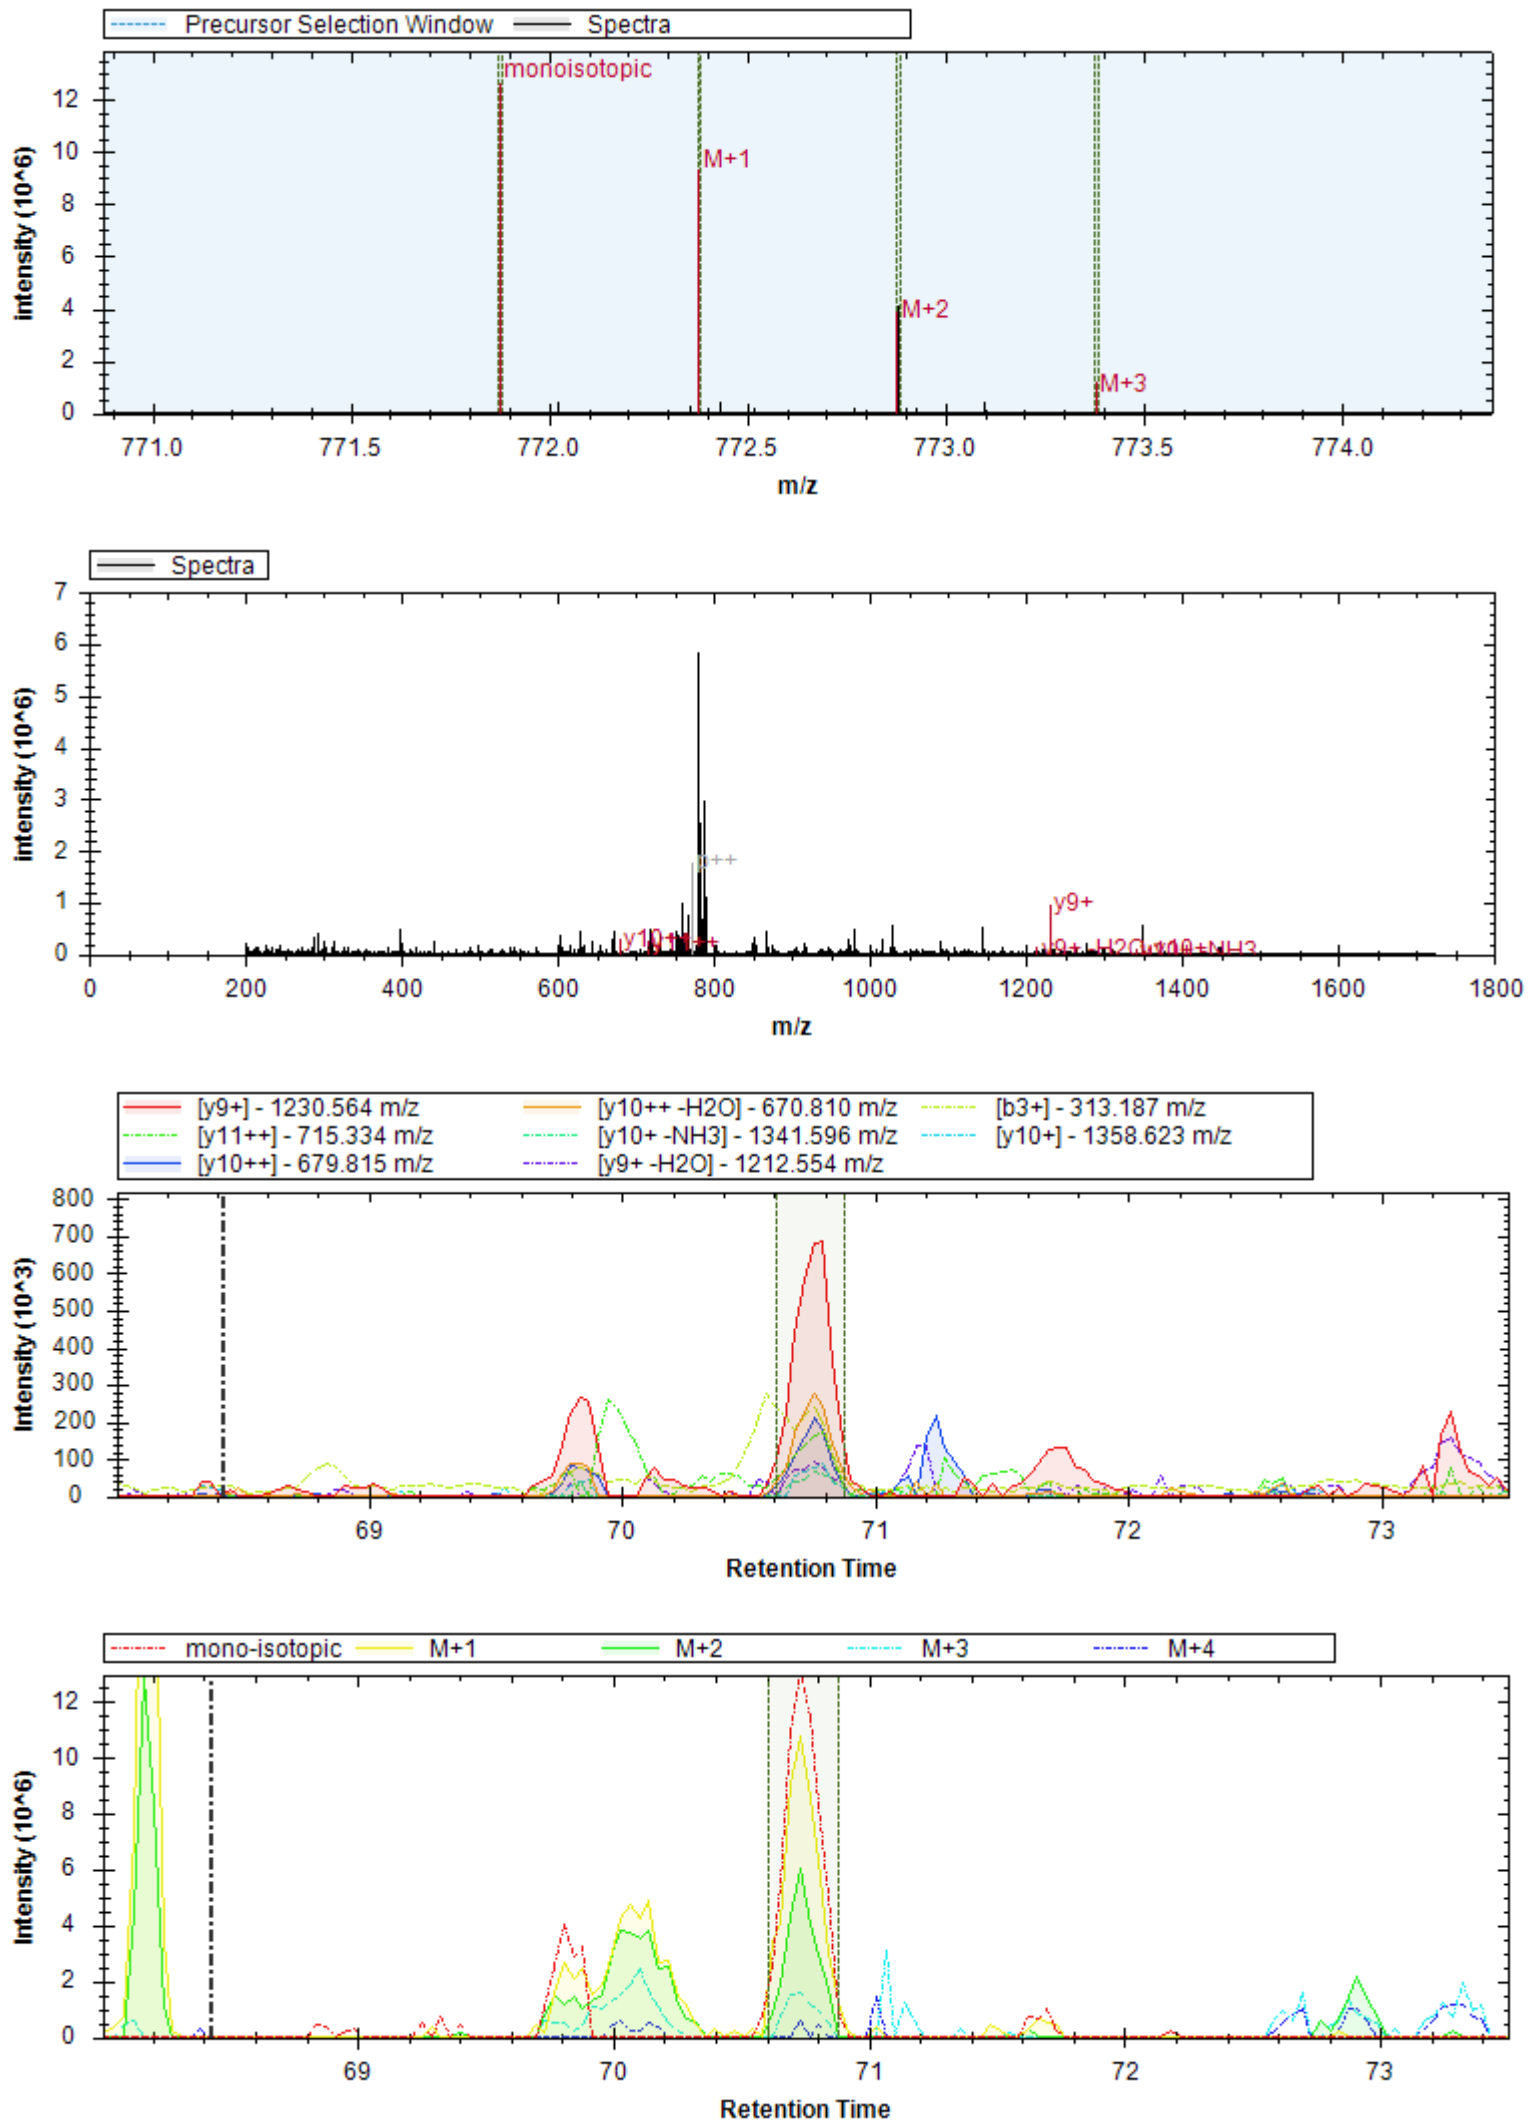 Precursor Selection Window Spectra
monoisotopic
M+1
M+2
M+3
12
10
8
6
4
2
0
intensity (10^6)
771.0 771.5 772.0 772.5 773.0 773.5 774.0
m/z
Spectra
7
6
5
4
3
2
1
0
intensity (10^6)
p++
y9+
y10++
y9+ -H2O
-NH3
0 200 400 600 800 1000 1200 1400 1600 1800
m/z
[y9+] - 1230.564 m/z [y10++ -H2O] - 670.810 m/z [b3+] - 313.187 m/z
[y11++] - 715.334 m/z [y10+ -NH3] - 1341.596 m/z [y10+] - 1358.623 m/z
[y10++] - 679.815 m/z [y9+ -H2O] - 1212.554 m/z
800
700
600
500
400
300
200
100
0
Intensity (10^3)
69 70 71 72 73
Retention Time
mono-isotopic M+1 M+2 M+3 M+4
12
10
8
6
4
2
0
Intensity (10^6)
69 70 71 72 73
Retention Time